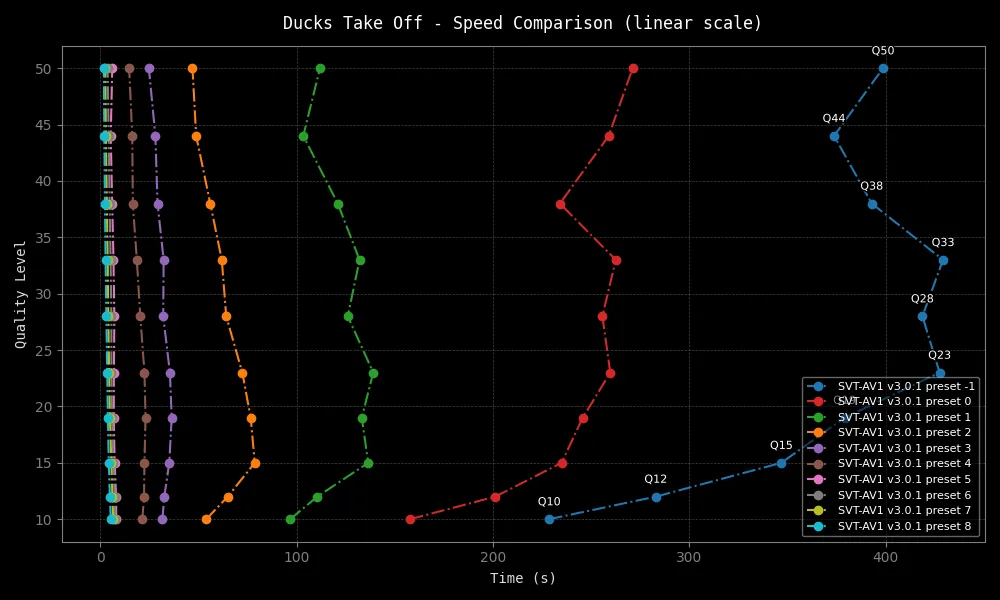 Ducks Take Off - Speed Comparison (linear scale)
Quality Level
50
45
40
35
30
25
20
15
10
Q50
Q44
Q38
Q33
Q28
Q23
Q15
Q12
Q10
SVT-AV1 v3.0.1 preset -1
SVT-AV1 v3.0.1 preset 0
SVT-AV1 v3.0.1 preset 1
SVT-AV1 v3.0.1 preset 2
SVT-AV1 v3.0.1 preset 3
SVT-AV1 v3.0.1 preset 4
SVT-AV1 v3.0.1 preset 5
SVT-AV1 v3.0.1 preset 6
SVT-AV1 v3.0.1 preset 7
SVT-AV1 v3.0.1 preset 8
0 100 200 300 400
Time (s)